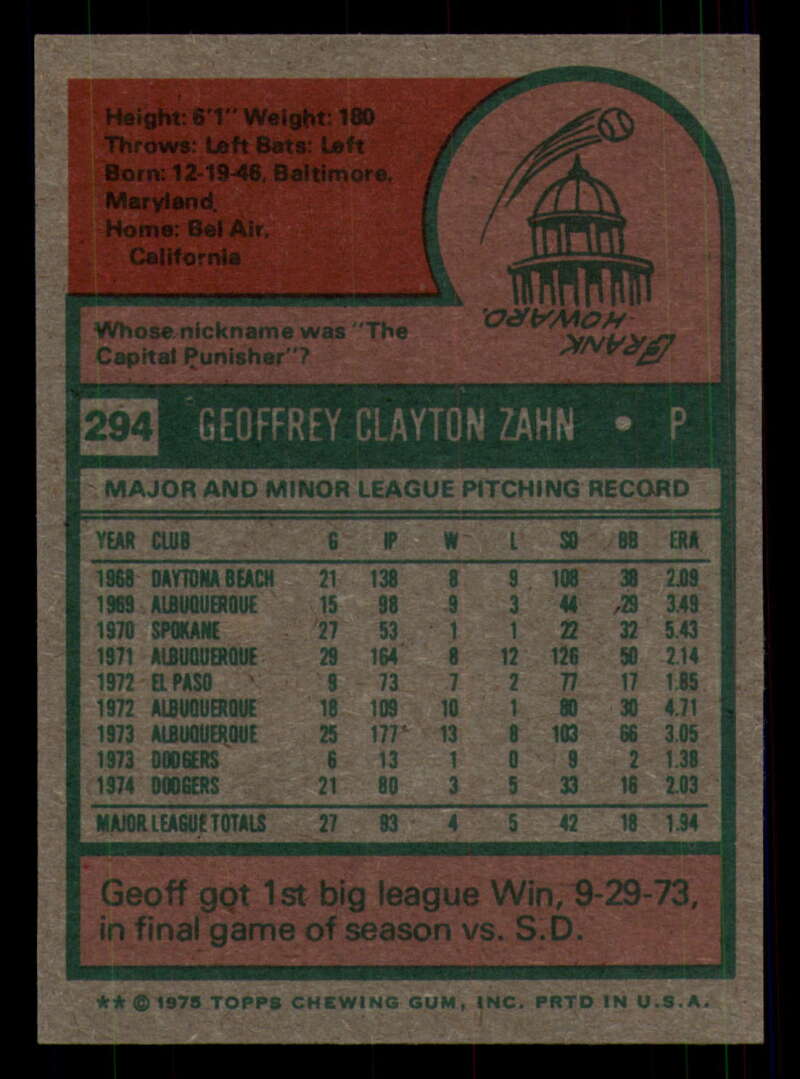 Height: 6'1" Weight: 180
Throws: Left Bats: Left
Born: 12-19-46, Baltimore,
Maryland
Home: Bel Air,
California
Whose nickname was "The
Capital Punisher"?
FRANK
HOWARD.
294 GEOFFREY CLAYTON ZAHN • P
MAJOR AND MINOR LEAGUE PITCHING RECORD
YEAR CLUB G IP W L SO BB ERA
1968 DAYTONA BEACH 21 138 8 9 108 38 2.09
1969 ALBUQUERQUE 15 98 9 3 44 29 3.49
1970 SPOKANE 27 53 1 1 22 32 5.43
1971 ALBUQUERQUE 29 164 8 12 126 50 2.14
1972 EL PASO 9 73 7 2 77 17 1.85
1972 ALBUQUERQUE 18 109 10 1 80 30 4.71
1973 ALBUQUERQUE 25 177 13 8 103 66 3.05
1973 DODGERS 6 13 1 0 9 2 1.38
1974 DODGERS 21 80 3 5 33 16 2.03
MAJOR LEAGUE TOTALS 27 93 4 5 42 18 1.94
Geoff got 1st big league Win, 9-29-73,
in final game of season vs. S.D.
** © 1975 TOPPS CHEWING GUM, INC. PRTD IN U.S.A.